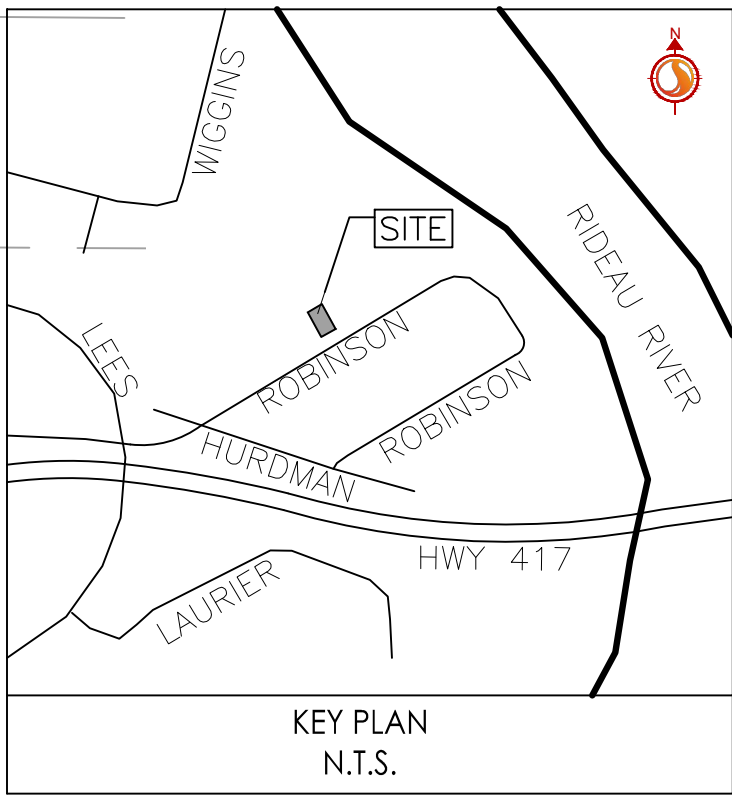 N
WIGGINS
SITE
RIDEAU RIVER
LEES
ROBINSON
ROBINSON
HURDMAN
HWY 417
LAURIER
KEY PLAN
N.T.S.